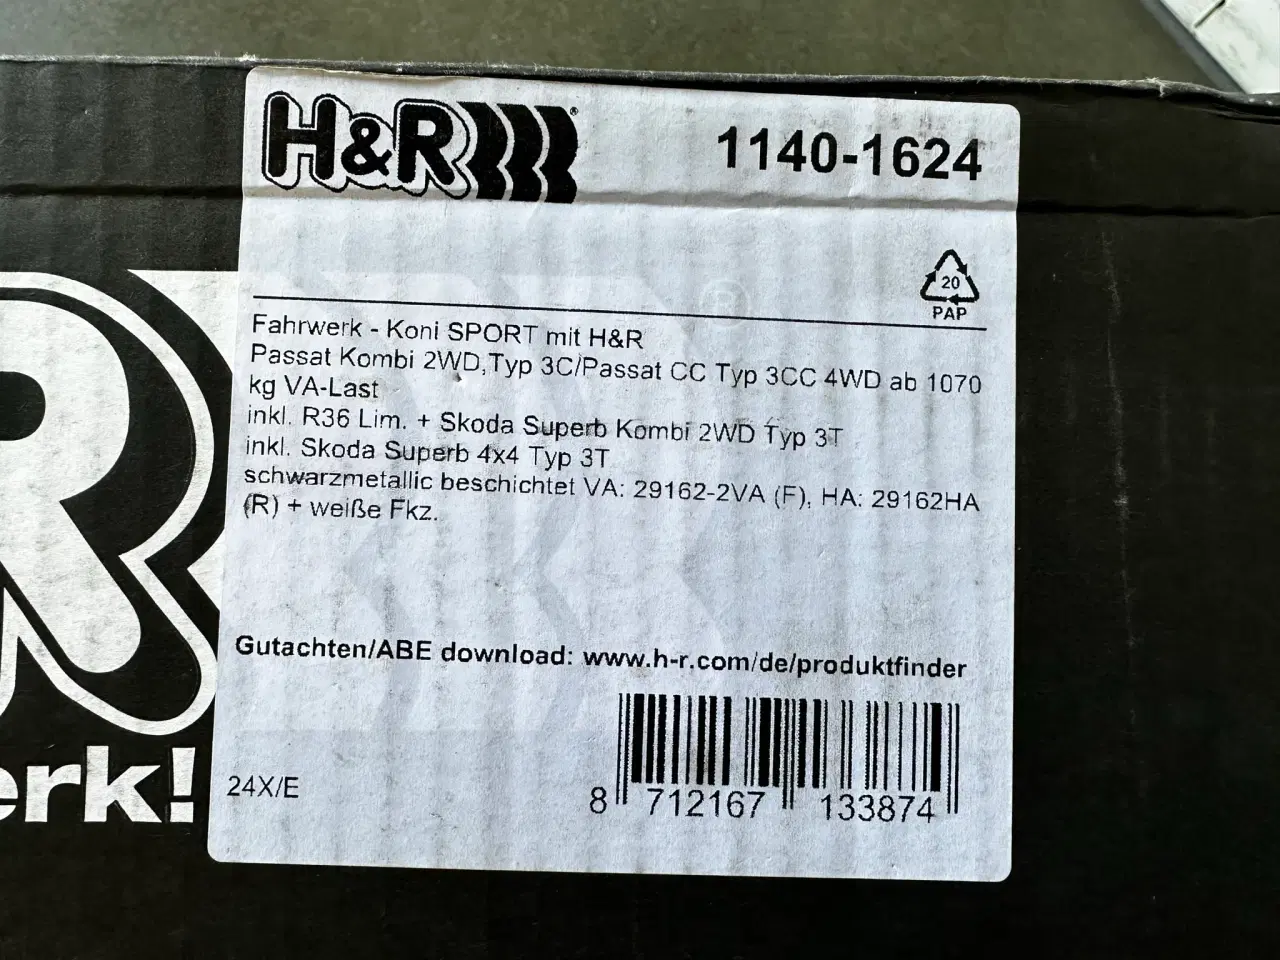 H&R®
1140-1624
20
PAP
Fahrwerk - Koni SPORT mit H&R
Passat Kombi 2WD,Typ 3C/Passat CC Typ 3CC 4WD ab 1070
kg VA-Last
inkl. R36 Lim. + Skoda Superb Kombi 2WD Typ 3T
inkl. Skoda Superb 4x4 Typ 3T
schwarzmetallic beschichtet VA: 29162-2VA (F), HA: 29162HA
(R) + weiße Fkz.
R
®
Gutachten/ABE download: www.h-r.com/de/produktfinder
erk!
24X/E
8 712167 133874